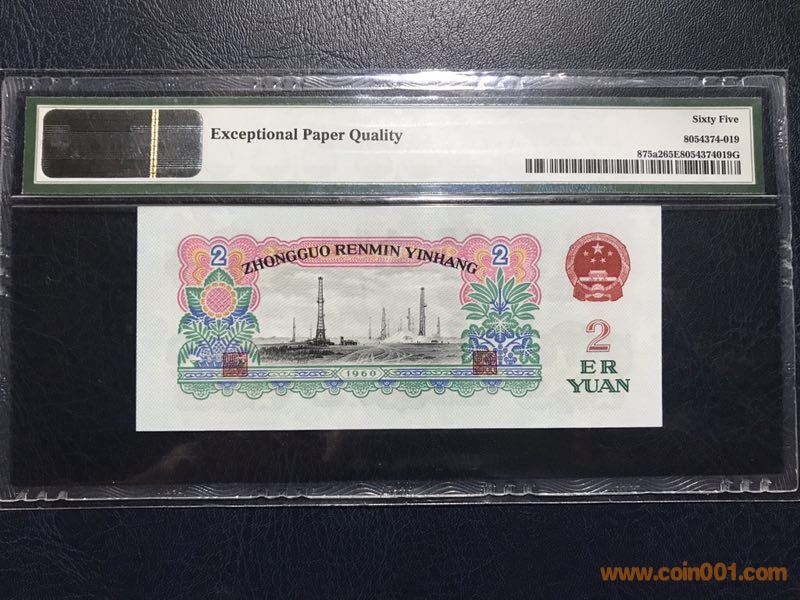 Sixty Five
Exceptional Paper Quality
8054374-019
875a265E8054374019G
ZHONGGUO RENMIN YINHANG
2
2
2
ER
YUAN
1960
www.coin001.com